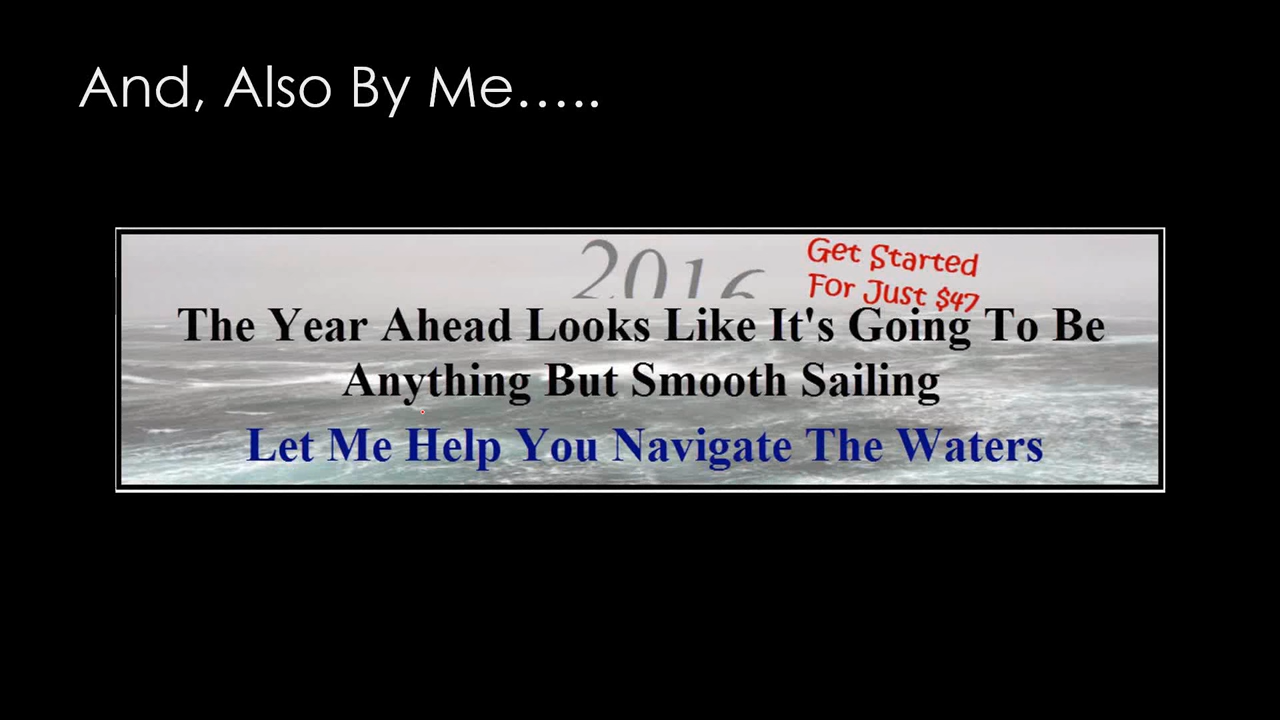 And, Also By Me.....
2016
Get Started
For Just $47
The Year Ahead Looks Like It's Going To Be
Anything But Smooth Sailing
Let Me Help You Navigate The Waters